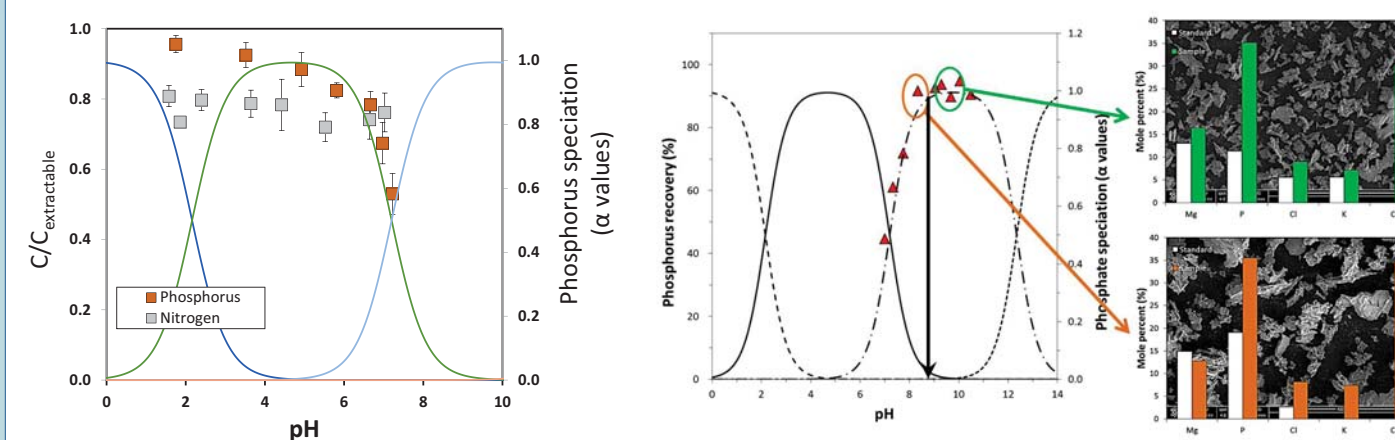 1.0
0.8
0.6
0.4
0.2
0.0
C/Cextractable
1.0
0.8
0.6
0.4
0.2
0.0
Phosphorus speciation
(α values)
Phosphorus
Nitrogen
0 2 4 6 8 10
pH
100
80
60
40
20
0
Phosphorus recovery (%)
1.2
1.0
0.8
0.6
0.4
0.2
0.0
Phosphate speciation (α values)
0 2 4 6 8 10 12 14
pH
40
35
30
25
20
15
10
5
0
Mole percent (%)
Standard
Sample
Mg P Cl K
40
35
30
25
20
15
10
5
0
Mole percent (%)
Standard
Sample
Mg P Cl K